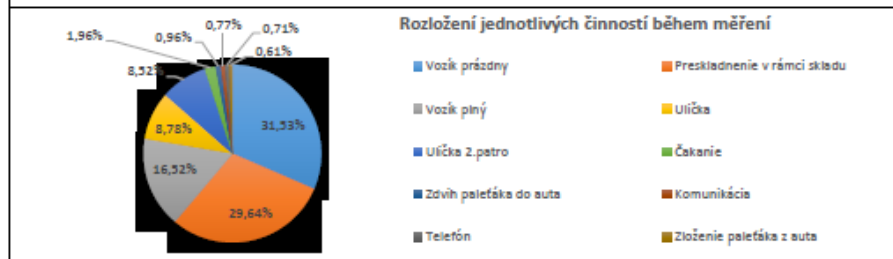 Rozložení jednotlivých činností během měření
0,77%
0,71%
1,96%
0,96%
0,61%
8,52%
31,53%
8,78%
16,52%
29,64%
Vozík prázdny
Preskladnenie v rámci skladu
Vozík plný
Ulička
Ulička 2.patro
Čakanie
Zdvih paleťáka do auta
Komunikácia
Telefón
Zloženie paleťáka z auta